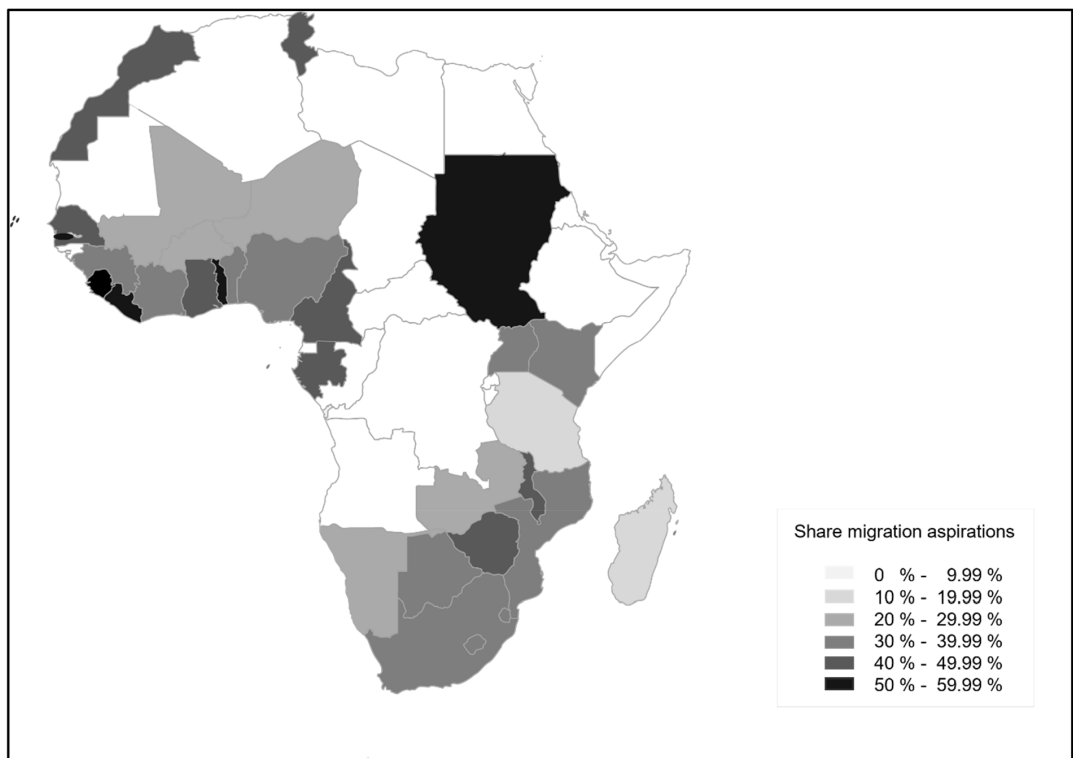 Share migration aspirations
0 % - 9.99 %
10 % - 19.99 %
20 % - 29.99 %
30 % - 39.99 %
40 % - 49.99 %
50 % - 59.99 %